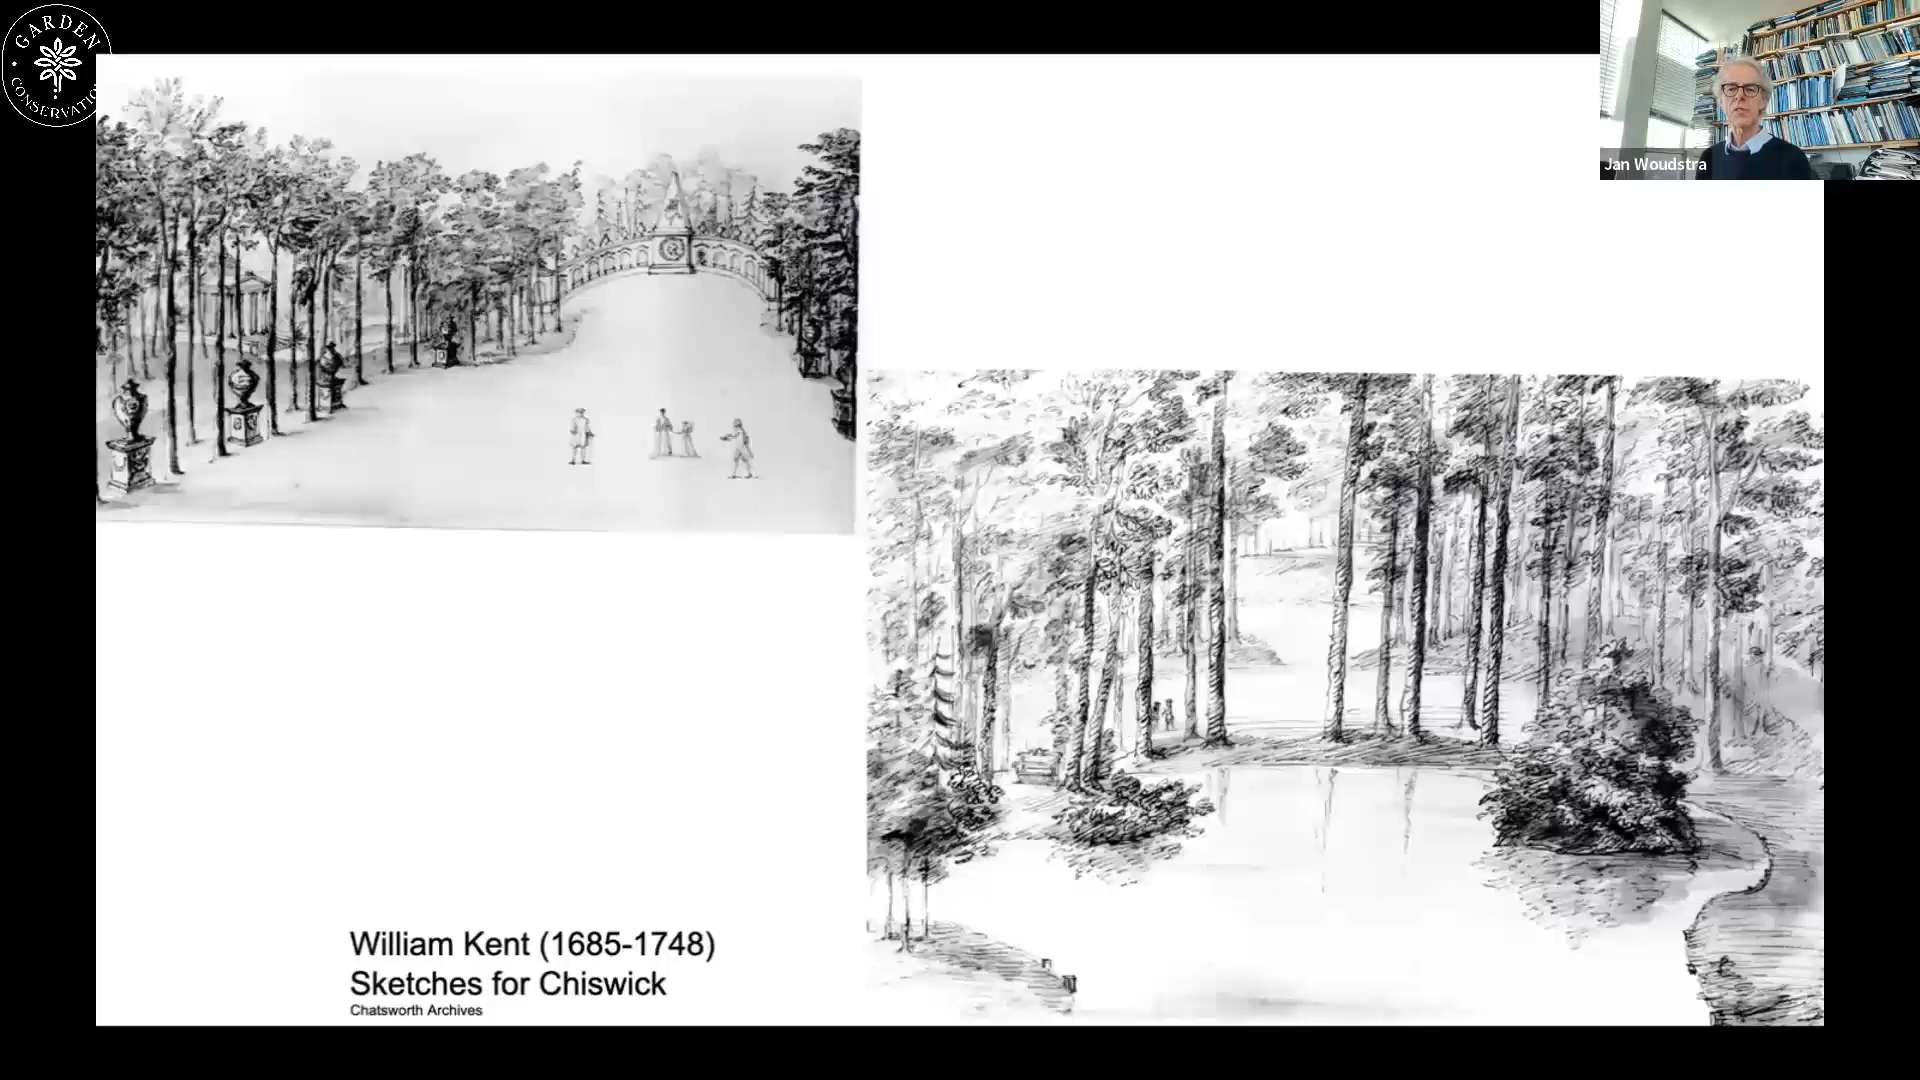 GARDEN
CONSERVATIO
Jan Woudstra
William Kent (1685-1748)
Sketches for Chiswick
Chatsworth Archives